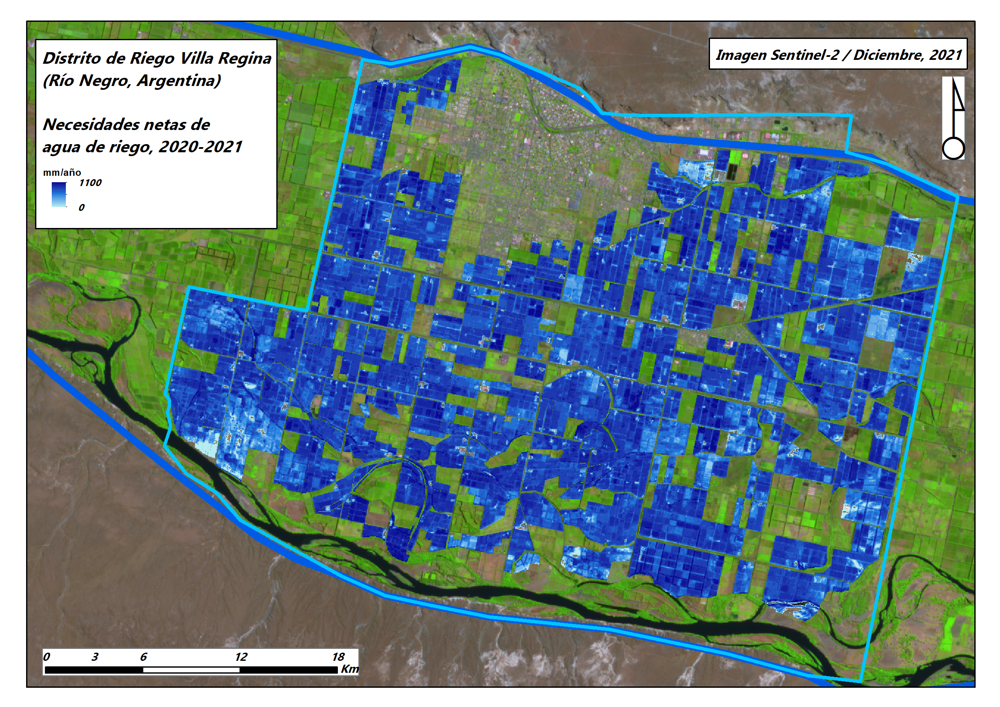 Distrito de Riego Villa Regina
(Río Negro, Argentina)
Necesidades netas de
agua de riego, 2020-2021
mm/año
1100
0
Imagen Sentinel-2 / Diciembre, 2021
0 3 6 12 18
Km